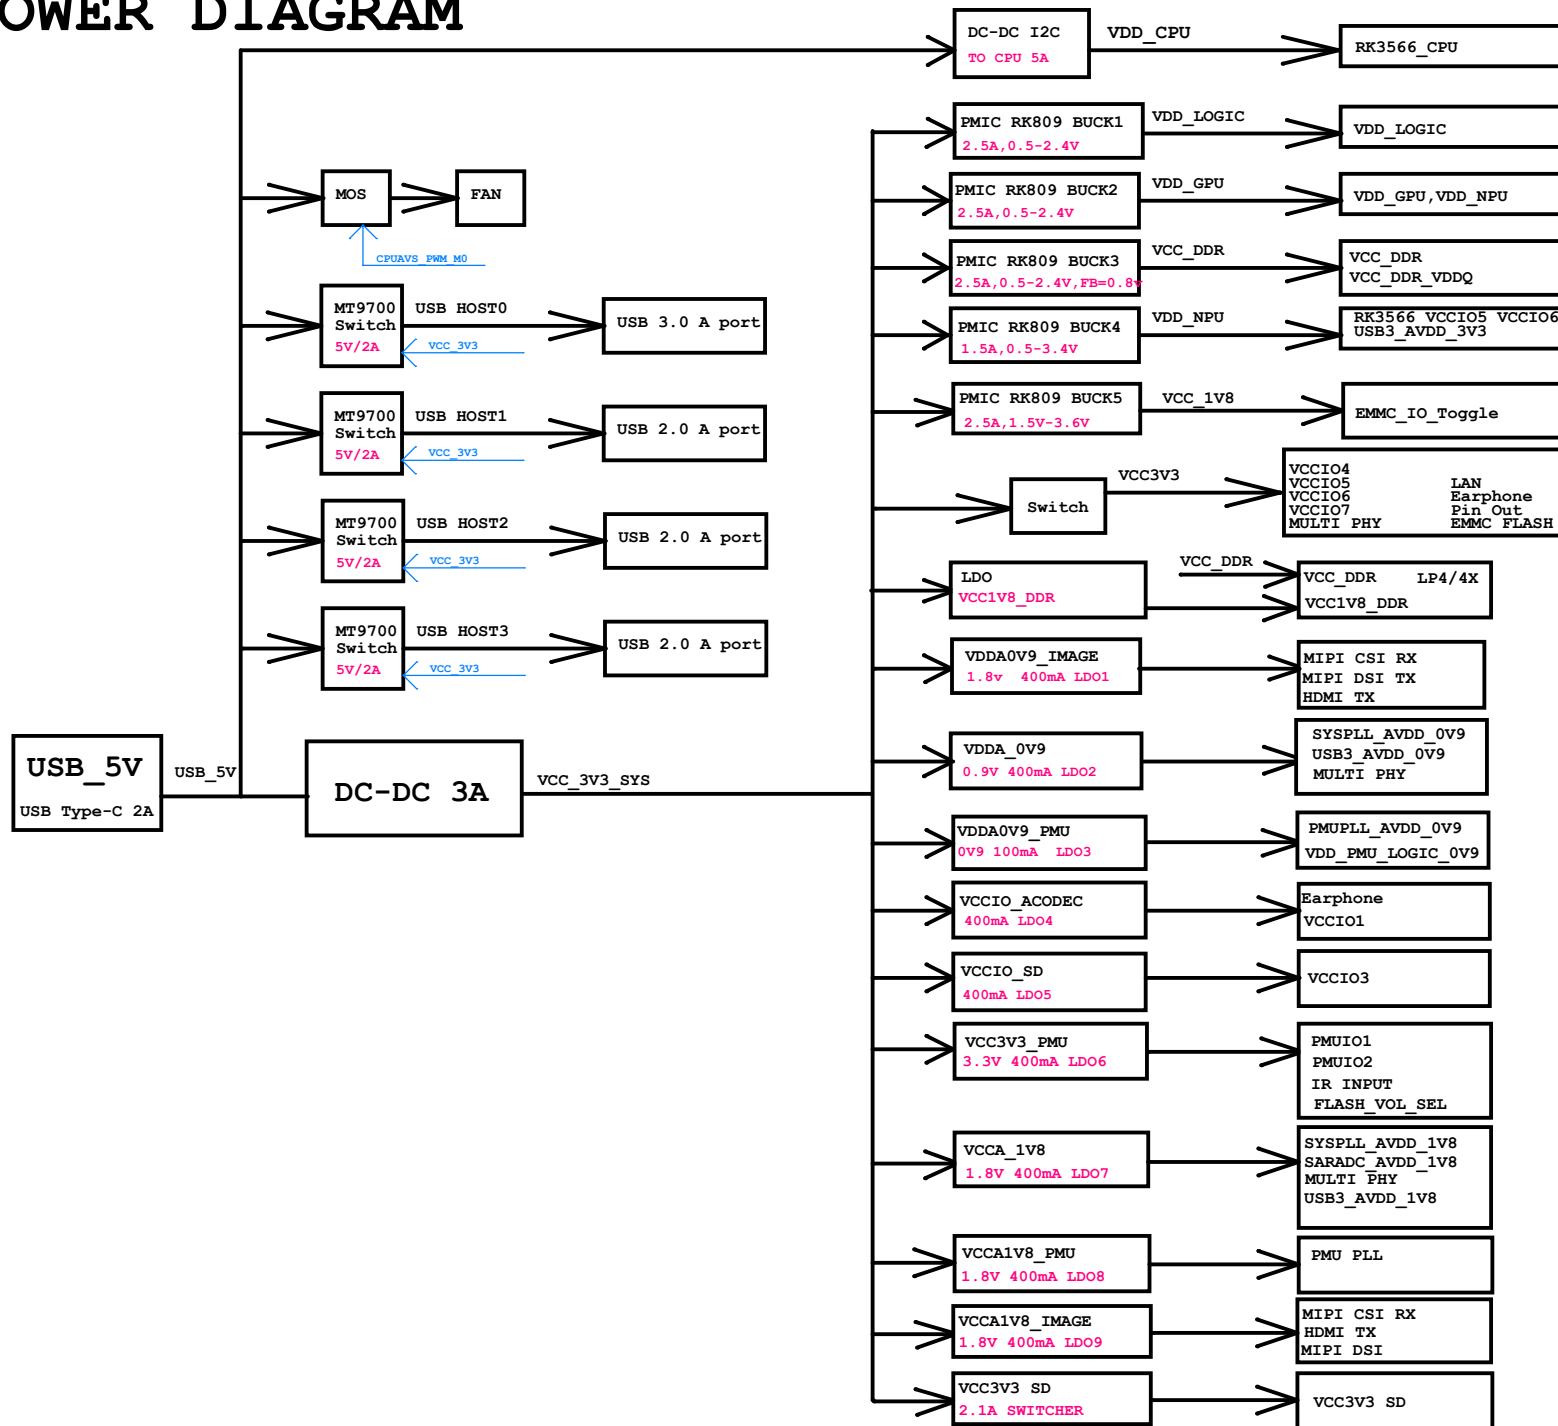 OWER DIAGRAM
DC-DC I2C
TO CPU 5A
VDD_CPU
RK3566_CPU
PMIC RK809 BUCK1
2.5A,0.5-2.4V
VDD_LOGIC
VDD_LOGIC
MOS
FAN
CPUAVS_PWM_M0
PMIC RK809 BUCK2
2.5A,0.5-2.4V
VDD_GPU
VDD_GPU,VDD_NPU
PMIC RK809 BUCK3
2.5A,0.5-2.4V,FB=0.8v
VCC_DDR
VCC_DDR
VCC_DDR_VDDQ
MT9700
Switch
5V/2A
USB HOST0
VCC_3V3
USB 3.0 A port
PMIC RK809 BUCK4
1.5A,0.5-3.4V
VDD_NPU
RK3566 VCCIO5 VCCIO6
USB3_AVDD_3V3
MT9700
Switch
5V/2A
USB HOST1
VCC_3V3
USB 2.0 A port
PMIC RK809 BUCK5
2.5A,1.5V-3.6V
VCC_1V8
EMMC_IO_Toggle
Switch
VCC3V3
VCCIO4
VCCIO5 LAN
VCCIO6 Earphone
VCCIO7 Pin Out
MULTI PHY EMMC FLASH
MT9700
Switch
5V/2A
USB HOST2
VCC_3V3
USB 2.0 A port
LDO
VCC1V8_DDR
VCC_DDR
VCC_DDR LP4/4X
VCC1V8_DDR
MT9700
Switch
5V/2A
USB HOST3
VCC_3V3
USB 2.0 A port
VDDA0V9_IMAGE
1.8v 400mA LDO1
MIPI CSI RX
MIPI DSI TX
HDMI TX
USB_5V
USB Type-C 2A
USB_5V
DC-DC 3A
VCC_3V3_SYS
VDDA_0V9
0.9V 400mA LDO2
SYSPLL_AVDD_0V9
USB3_AVDD_0V9
MULTI PHY
VDDA0V9_PMU
0V9 100mA LDO3
PMUPLL_AVDD_0V9
VDD_PMU_LOGIC_0V9
VCCIO_ACODEC
400mA LDO4
Earphone
VCCIO1
VCCIO_SD
400mA LDO5
VCCIO3
VCC3V3_PMU
3.3V 400mA LDO6
PMUIO1
PMUIO2
IR INPUT
FLASH_VOL_SEL
VCCA_1V8
1.8V 400mA LDO7
SYSPLL_AVDD_1V8
SARADC_AVDD_1V8
MULTI PHY
USB3_AVDD_1V8
VCCA1V8_PMU
1.8V 400mA LDO8
PMU PLL
VCCA1V8_IMAGE
1.8V 400mA LDO9
MIPI CSI RX
HDMI TX
MIPI DSI
VCC3V3 SD
2.1A SWITCHER
VCC3V3 SD